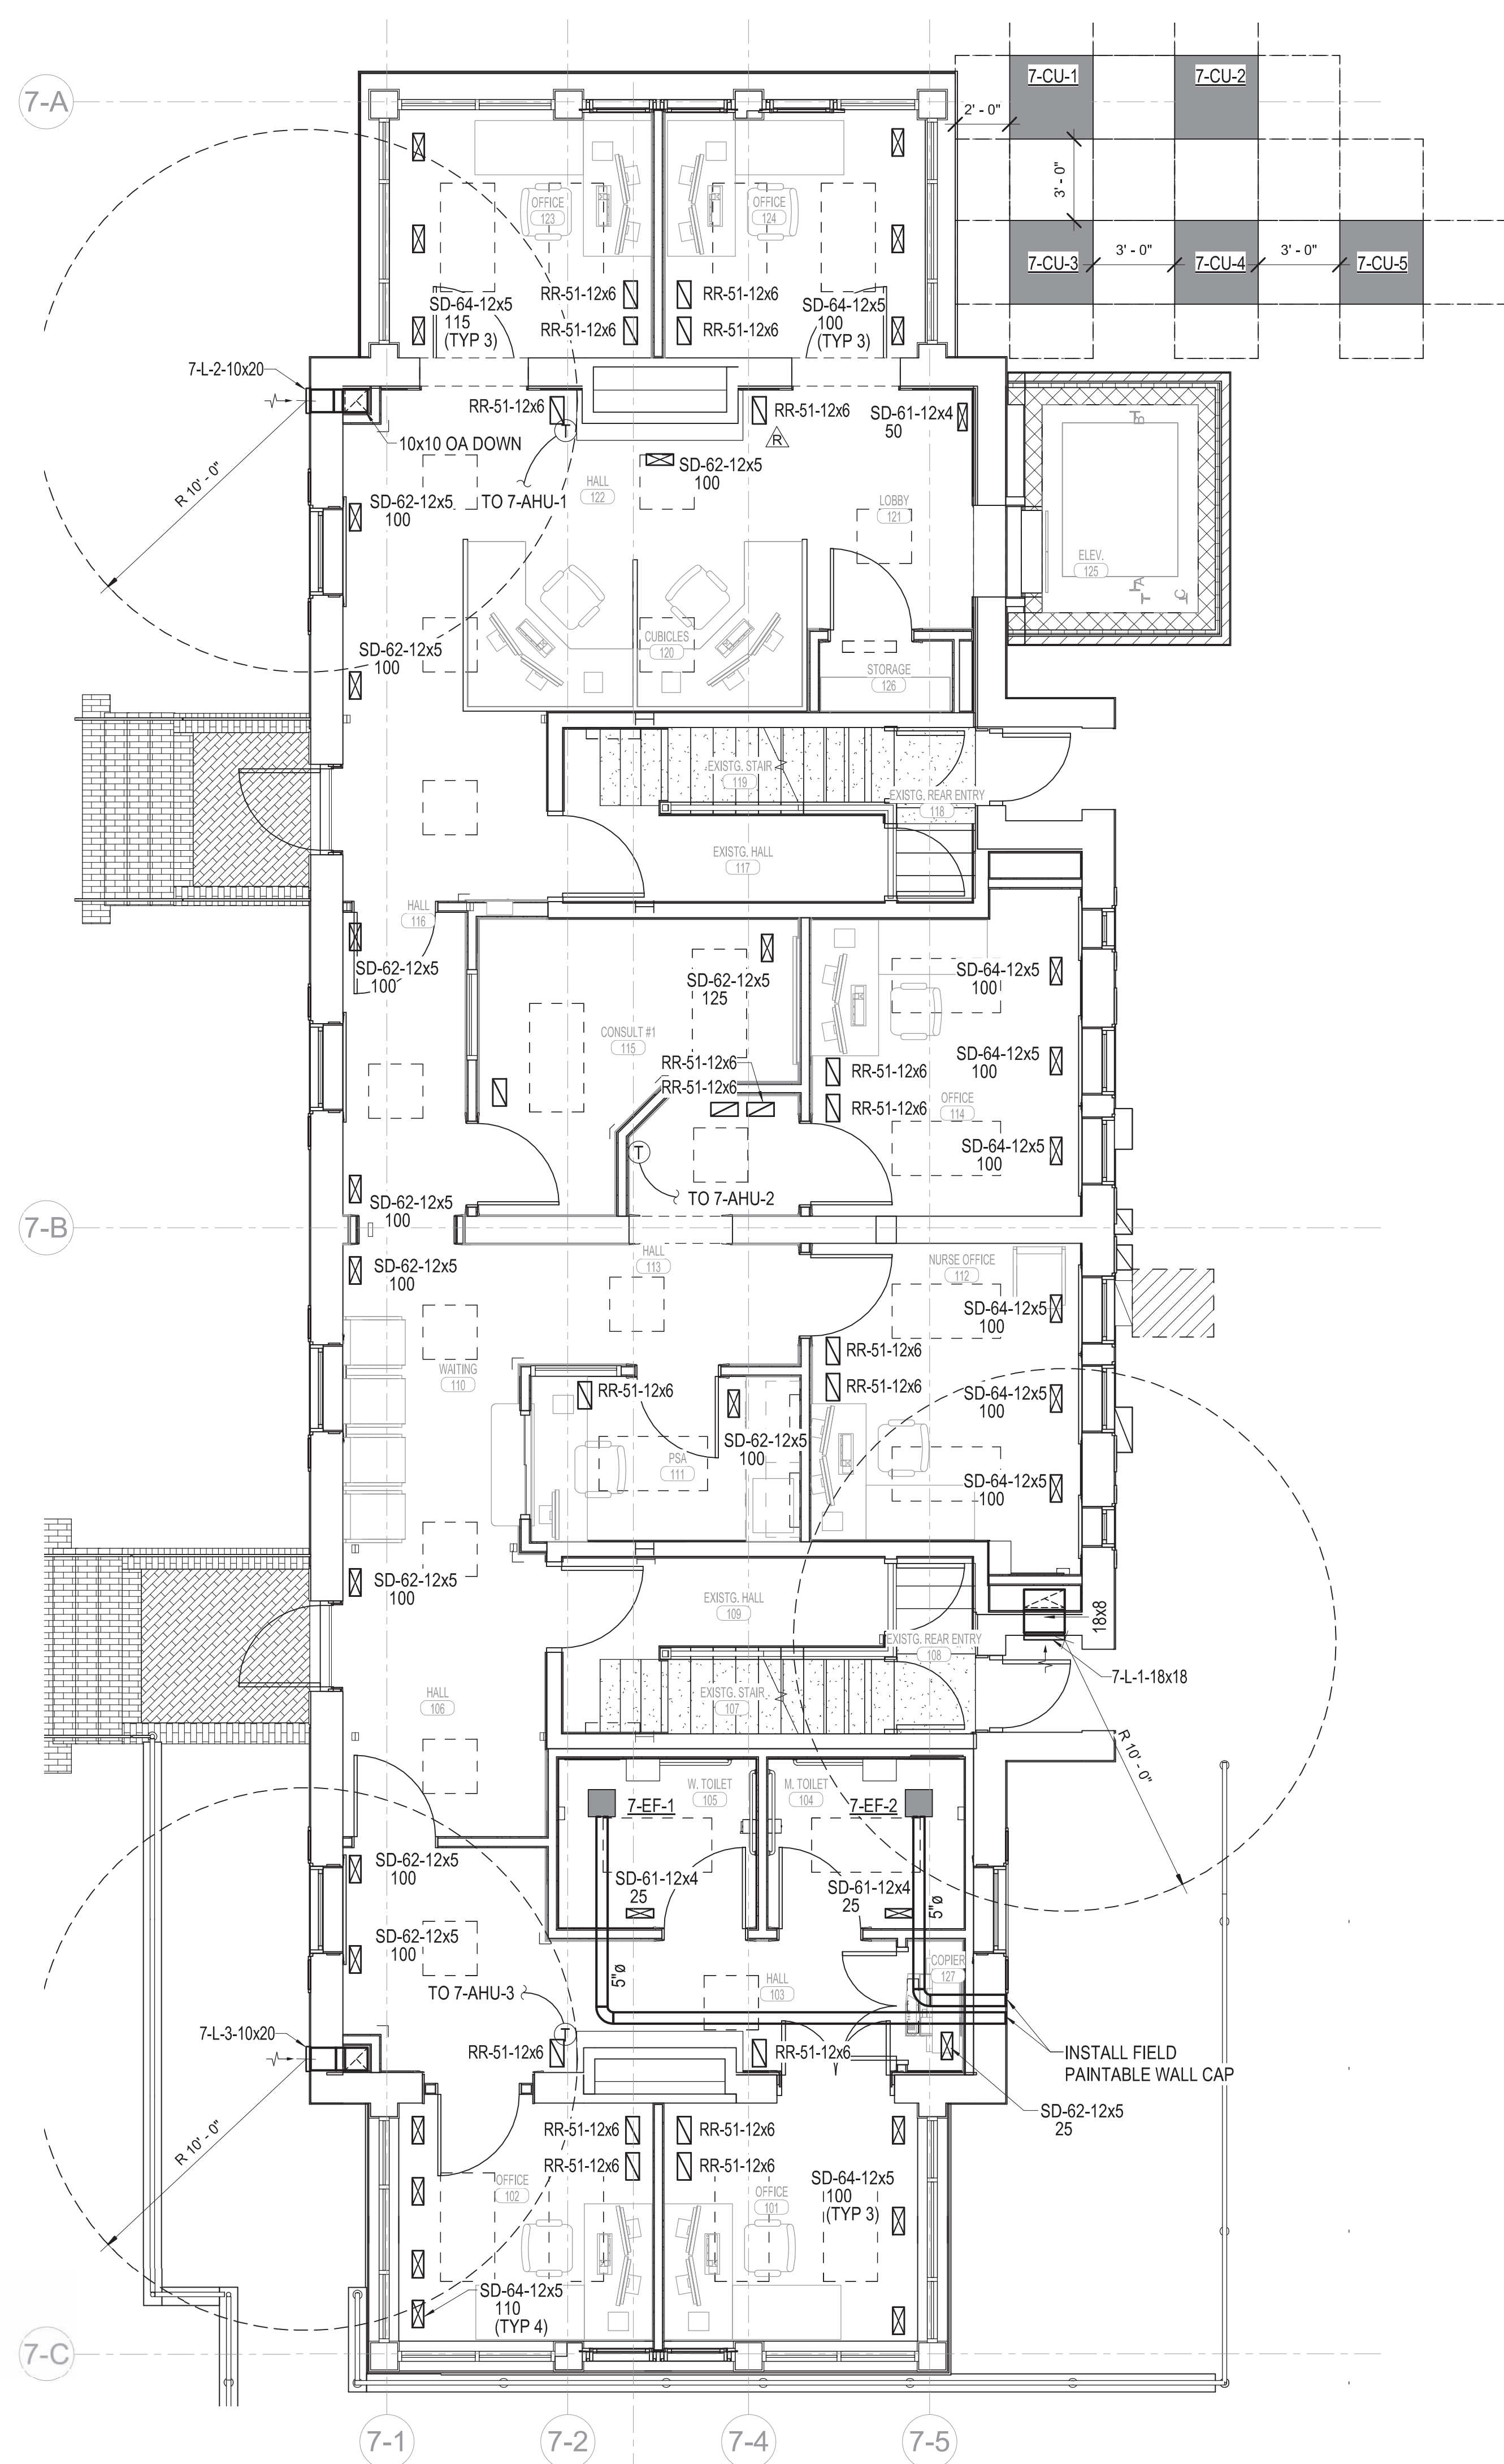 7-A
7-CU-1
7-CU-2
2' - 0"
3' - 0"
7-CU-3
3' - 0"
7-CU-4
3' - 0"
7-CU-5
OFFICE
123
OFFICE
124
SD-64-12x5
115
(TYP 3)
RR-51-12x6
RR-51-12x6
RR-51-12x6
RR-51-12x6
SD-64-12x5
100
(TYP 3)
7-L-2-10x20
RR-51-12x6
T
RR-51-12x6
R
SD-61-12x4
50
10x10 OA DOWN
R 10' - 0"
SD-62-12x5
100
TO 7-AHU-1
HALL
122
SD-62-12x5
100
LOBBY
121
ELEV.
125
SD-62-12x5
100
CUBICLES
120
STORAGE
126
EXISTG. STAIR
119
EXISTG. REAR ENTRY
118
EXISTG. HALL
117
HALL
116
SD-62-12x5
100
SD-62-12x5
125
CONSULT #1
115
SD-64-12x5
100
SD-64-12x5
100
RR-51-12x6
RR-51-12x6
RR-51-12x6
RR-51-12x6
OFFICE
114
SD-64-12x5
100
T
TO 7-AHU-2
SD-62-12x5
100
7-B
SD-62-12x5
100
HALL
113
NURSE OFFICE
112
SD-64-12x5
100
RR-51-12x6
RR-51-12x6
WAITING
110
RR-51-12x6
SD-64-12x5
100
SD-62-12x5
100
PSA
111
SD-64-12x5
100
SD-62-12x5
100
EXISTG. HALL
109
18x8
EXISTG. REAR ENTRY
108
7-L-1-18x18
EXISTG. STAIR
107
HALL
106
R 10' - 0"
W. TOILET
105
M. TOILET
104
7-EF-1
7-EF-2
SD-62-12x5
100
SD-61-12x4
25
SD-61-12x4
25
5"ø
SD-62-12x5
100
5"ø
COPIER
127
HALL
103
TO 7-AHU-3
7-L-3-10x20
T
RR-51-12x6
RR-51-12x6
INSTALL FIELD
PAINTABLE WALL CAP
SD-62-12x5
25
R 10' - 0"
RR-51-12x6
RR-51-12x6
RR-51-12x6
RR-51-12x6
OFFICE
102
OFFICE
101
SD-64-12x5
100
(TYP 3)
SD-64-12x5
110
(TYP 4)
7-C
7-1
7-2
7-4
7-5